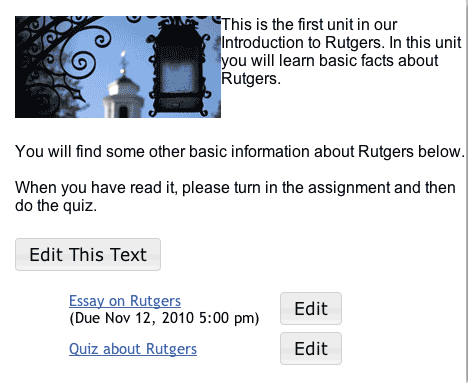 This is the first unit in our
Introduction to Rutgers. In this unit
you will learn basic facts about
Rutgers.
You will find some other basic information about Rutgers below.
When you have read it, please turn in the assignment and then
do the quiz.
Edit This Text
Essay on Rutgers
Edit
(Due Nov 12, 2010 5:00 pm)
Quiz about Rutgers
Edit